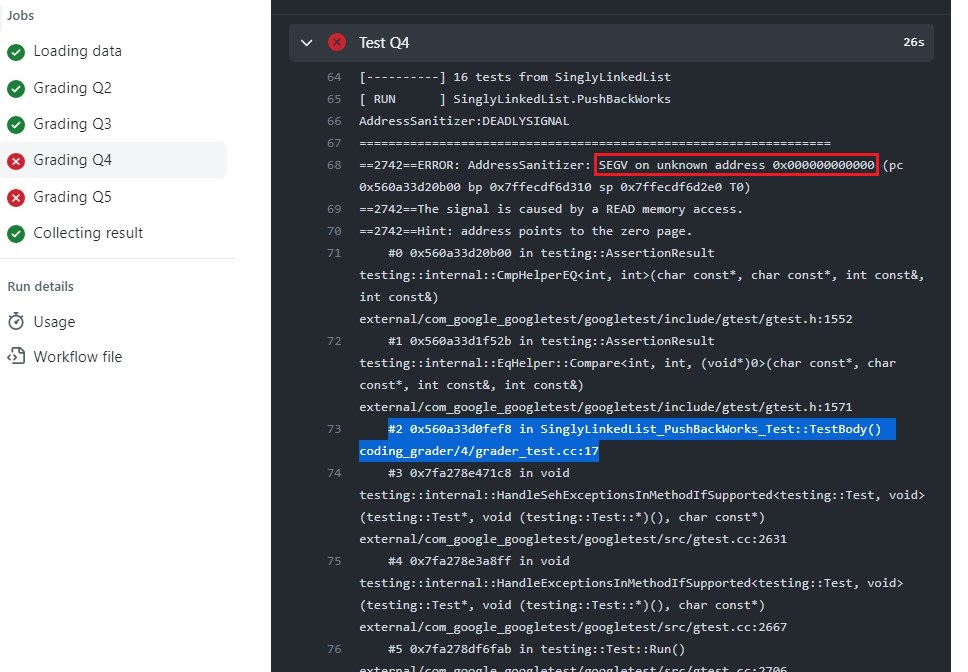 Jobs
Loading data
Grading Q2
Grading Q3
Grading Q4
Grading Q5
Collecting result
Run details
Usage
Workflow file
Test Q4
26s
64 [----------] 16 tests from SinglyLinkedList
65 [ RUN      ] SinglyLinkedList.PushBackWorks
66 AddressSanitizer:DEADLYSIGNAL
67 =================================================================
68 ==2742==ERROR: AddressSanitizer: SEGV on unknown address 0x000000000000 (pc
0x560a33d20b00 bp 0x7ffecdf6d310 sp 0x7ffecdf6d2e0 T0)
69 ==2742==The signal is caused by a READ memory access.
70 ==2742==Hint: address points to the zero page.
71     #0 0x560a33d20b00 in testing::AssertionResult
testing::internal::CmpHelperEQ<int, int>(char const*, char const*, int const&,
int const&)
external/com_google_googletest/googletest/include/gtest/gtest.h:1552
72     #1 0x560a33d1f52b in testing::AssertionResult
testing::internal::EqHelper::Compare<int, int, (void*)0>(char const*, char
const*, int const&, int const&)
external/com_google_googletest/googletest/include/gtest/gtest.h:1571
73     #2 0x560a33d0fef8 in SinglyLinkedList_PushBackWorks_Test::TestBody()
coding_grader/4/grader_test.cc:17
74     #3 0x7fa278e471c8 in void
testing::internal::HandleSehExceptionsInMethodIfSupported<testing::Test, void>
(testing::Test*, void (testing::Test::*)(), char const*)
external/com_google_googletest/googletest/src/gtest.cc:2631
75     #4 0x7fa278e3a8ff in void
testing::internal::HandleExceptionsInMethodIfSupported<testing::Test, void>
(testing::Test*, void (testing::Test::*)(), char const*)
external/com_google_googletest/googletest/src/gtest.cc:2667
76     #5 0x7fa278df6fab in testing::Test::Run()
external/com_google_googletest/googletest/src/gtest.cc:2706